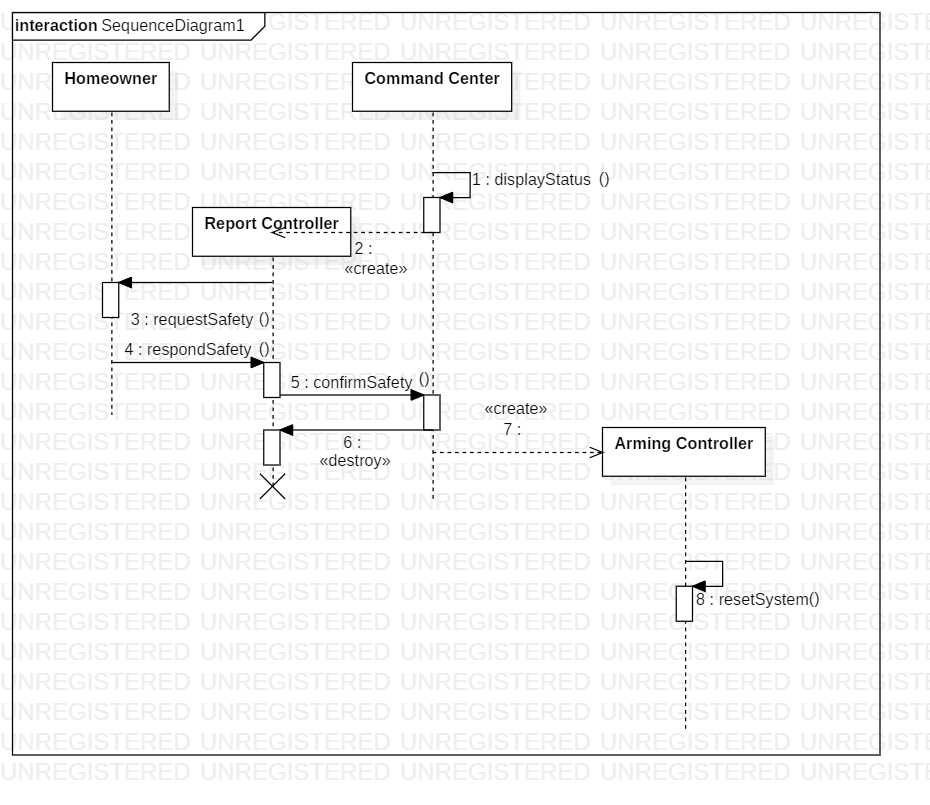 interaction SequenceDiagram1
Homeowner
Command Center
1 : displayStatus ()
Report Controller
2 :
«create»
3 : requestSafety ()
4 : respondSafety ()
5 : confirmSafety ()
«create»
7 :
6 :
«destroy»
Arming Controller
8 : resetSystem()
UNREGISTERED